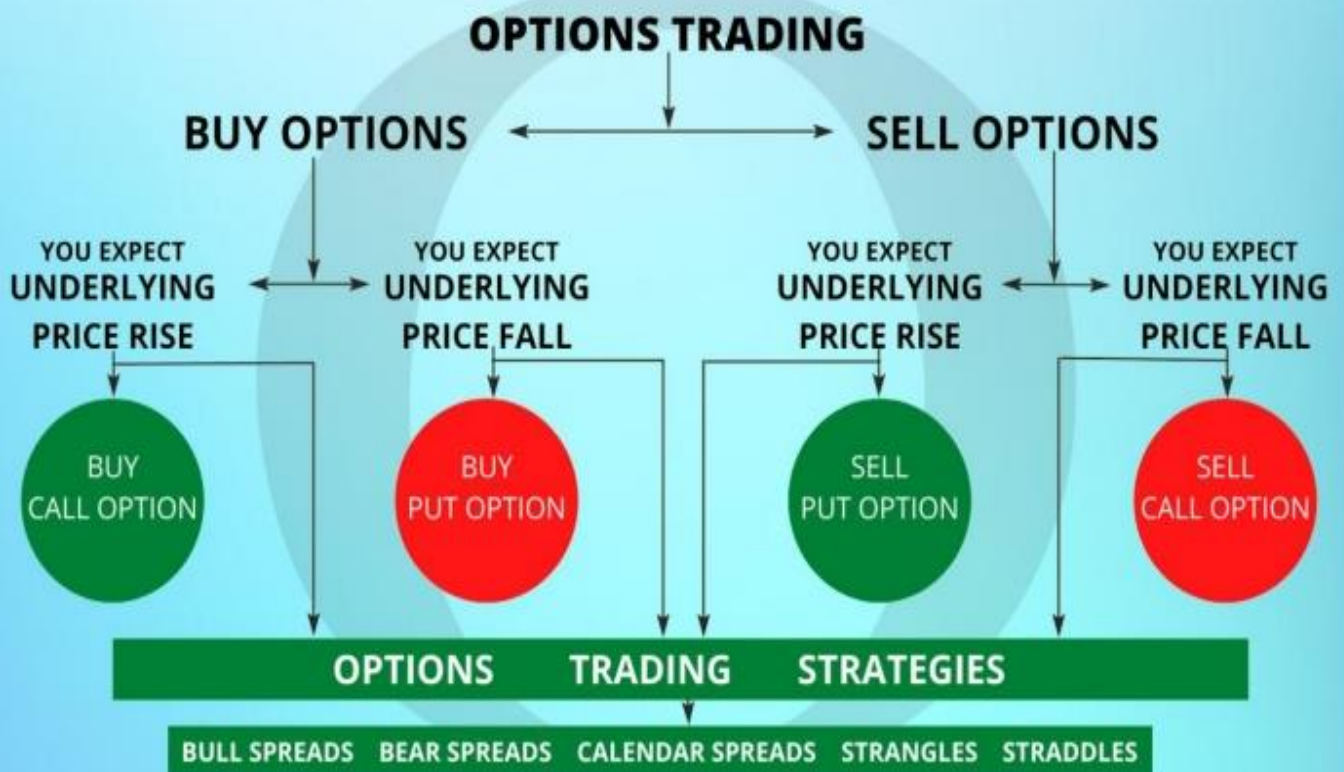 OPTIONS TRADING
BUY OPTIONS
SELL OPTIONS
YOU EXPECT
UNDERLYING
PRICE RISE
YOU EXPECT
UNDERLYING
PRICE FALL
YOU EXPECT
UNDERLYING
PRICE RISE
YOU EXPECT
UNDERLYING
PRICE FALL
BUY
CALL OPTION
BUY
PUT OPTION
SELL
PUT OPTION
SELL
CALL OPTION
OPTIONS TRADING STRATEGIES
BULL SPREADS BEAR SPREADS CALENDAR SPREADS STRANGLES STRADDLES